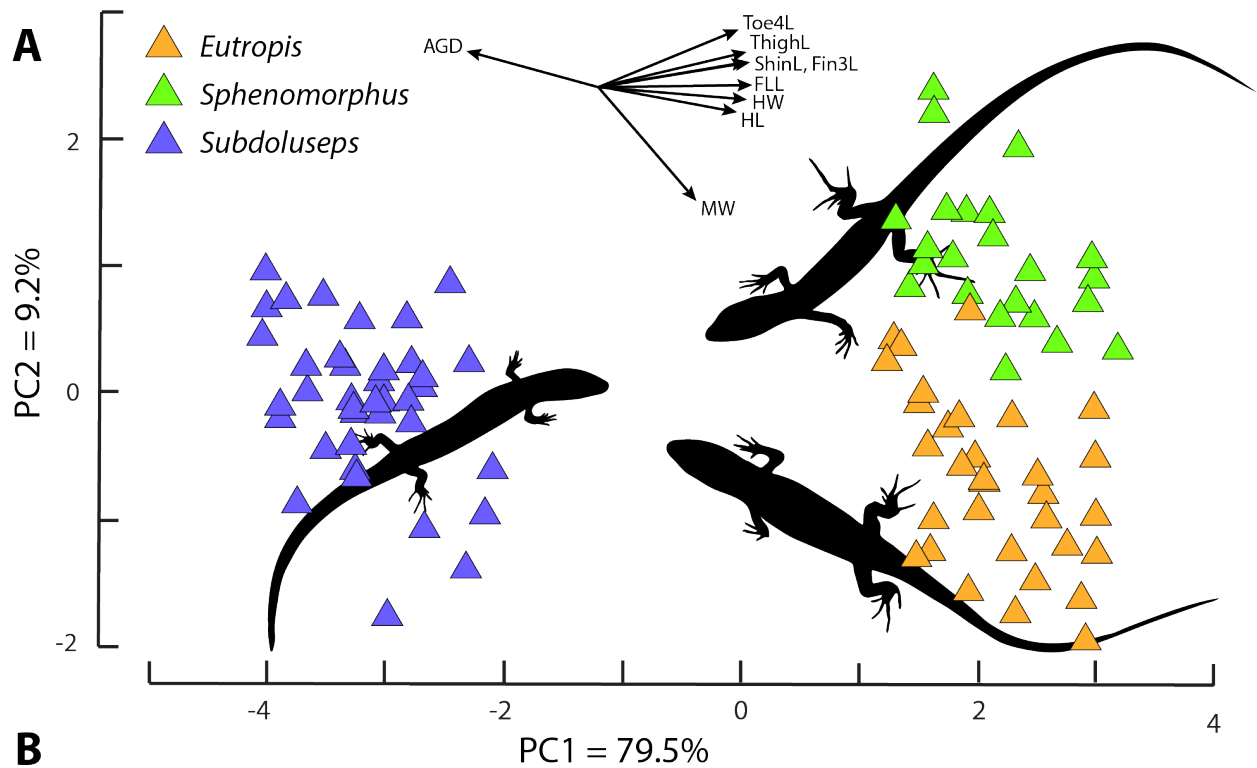 A
Eutropis
Sphenomorphus
Subdoluseps
AGD
Toe4L
ThighL
ShinL, Fin3L
FLL
HW
HL
MW
2
0
-2
PC2 = 9.2%
-4
-2
0
2
4
PC1 = 79.5%
B